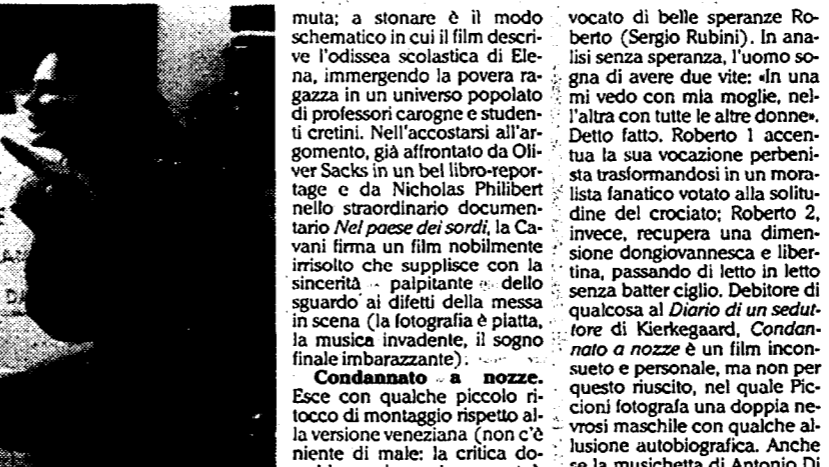 muta; a stonare è il modo
schematico in cui il film descri-
ve l'odissea scolastica di Ele-
na, immergendo la povera ra-
gazza in un universo popolato
di professori carogne e studen-
ti cretini. Nell'accostarsi all'ar-
gomento, già affrontato da Oli-
ver Sacks in un bel libro-repor-
tage e da Nicholas Philibert
nello straordinario documen-
tario Nel paese dei sordi, la Ca-
vani firma un film nobilmente
irrisolto che supplisce con la
sincerità palpitante dello
sguardo ai difetti della messa
in scena (la fotografia è piatta,
la musica invadente, il sogno
finale imbarazzante).
Condannato a nozze.
Esce con qualche piccolo ri-
tocco di montaggio rispetto al-
la versione veneziana (non c'è
niente di male: la critica do-
vocato di belle speranze Ro-
berto (Sergio Rubini). In ana-
lisi senza speranza, l'uomo so-
gna di avere due vite: «In una
mi vedo con mia moglie, nel-
l'altra con tutte le altre donne».
Detto fatto. Roberto 1 accen-
tua la sua vocazione perbeni-
sta trasformandosi in un mora-
lista fanatico votato alla solitu-
dine del crociato; Roberto 2,
invece, recupera una dimen-
sione dongiovannesca e liber-
tina, passando di letto in letto
senza batter ciglio. Debitore di
qualcosa al Diario di un sedut-
tore di Kierkegaard, Condan-
nato a nozze è un film incon-
sueto e personale, ma non per
questo riuscito, nel quale Pic-
cioni fotografa una doppia ne-
vrosi maschile con qualche al-
lusione autobiografica. Anche
se la musichetta di Antonio Di